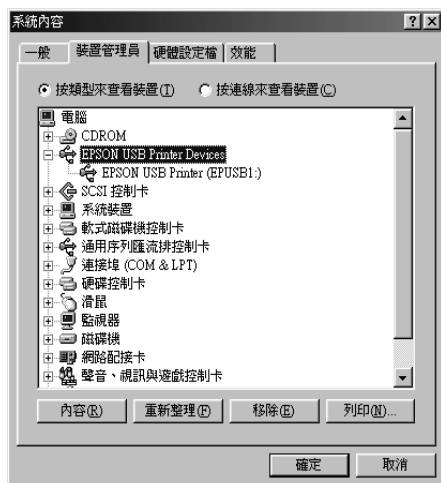 系統內容
一般 裝置管理員 硬體設定檔 效能
按類型來查看裝置(T) 按連線來查看裝置(C)
電腦
CDROM
EPSON USB Printer Devices
EPSON USB Printer (EPUSB1:)
SCSI 控制卡
系統裝置
軟式磁碟機控制卡
通用序列匯流排控制卡
連接埠 (COM & LPT)
硬碟控制卡
滑鼠
監視器
磁碟機
網路配接卡
聲音、視訊與遊戲控制卡
內容(R) 重新整理(F) 移除(E) 列印(N)...
確定 取消